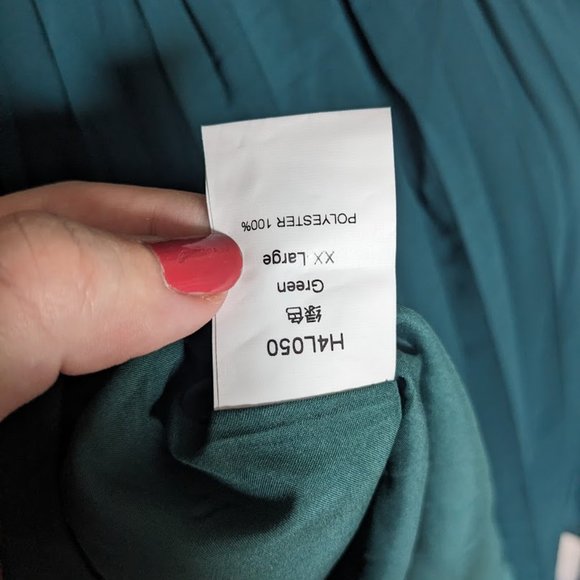 H4L050
绿色
Green
XX Large
POLYESTER 100%